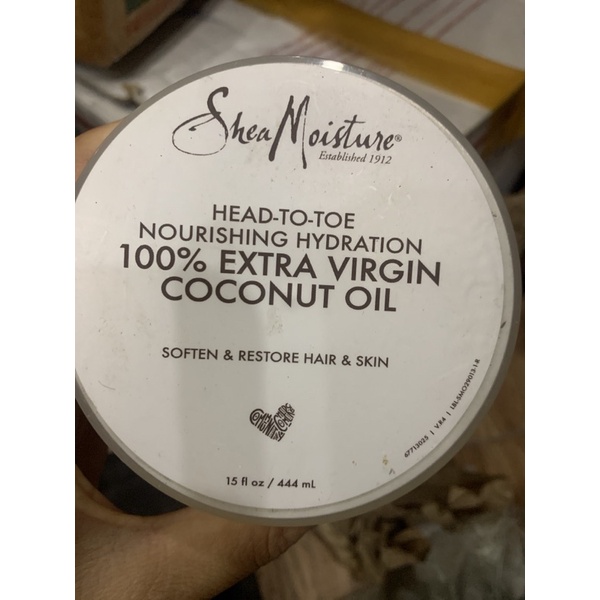 SheaMoisture®
Established 1912
HEAD-TO-TOE
NOURISHING HYDRATION
100% EXTRA VIRGIN
COCONUT OIL
SOFTEN & RESTORE HAIR & SKIN
15 fl oz / 444 mL